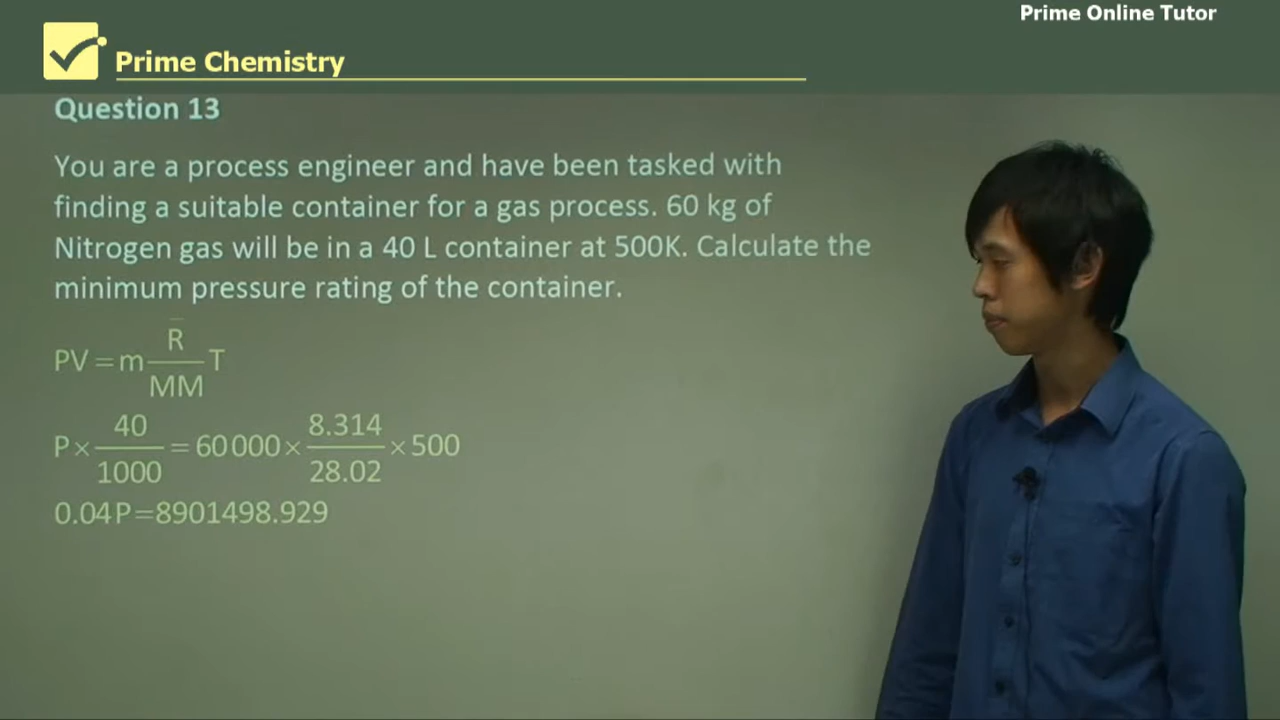 Prime Online Tutor
Prime Chemistry
Question 13
You are a process engineer and have been tasked with
finding a suitable container for a gas process. 60 kg of
Nitrogen gas will be in a 40 L container at 500K. Calculate the
minimum pressure rating of the container.
PV = m R̄/MM T
P × 40/1000 = 60000 × 8.314/28.02 × 500
0.04P=8901498.929